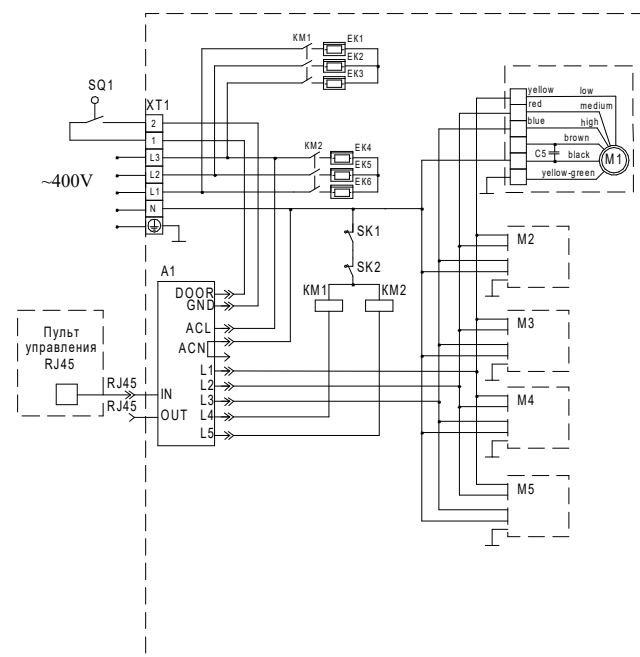 KM1
EK1
EK2
EK3
SQ1
XT1
2
1
L3
L2
L1
N
~400V
KM2
EK4
EK5
EK6
yellow
low
red
medium
blue
high
brown
C5
black
M1
yellow-green
SK1
SK2
KM1
KM2
M2
M3
M4
M5
A1
DOOR
GND
ACL
ACN
L1
L2
L3
L4
L5
IN
OUT
RJ45
RJ45
Пульт
управления
RJ45